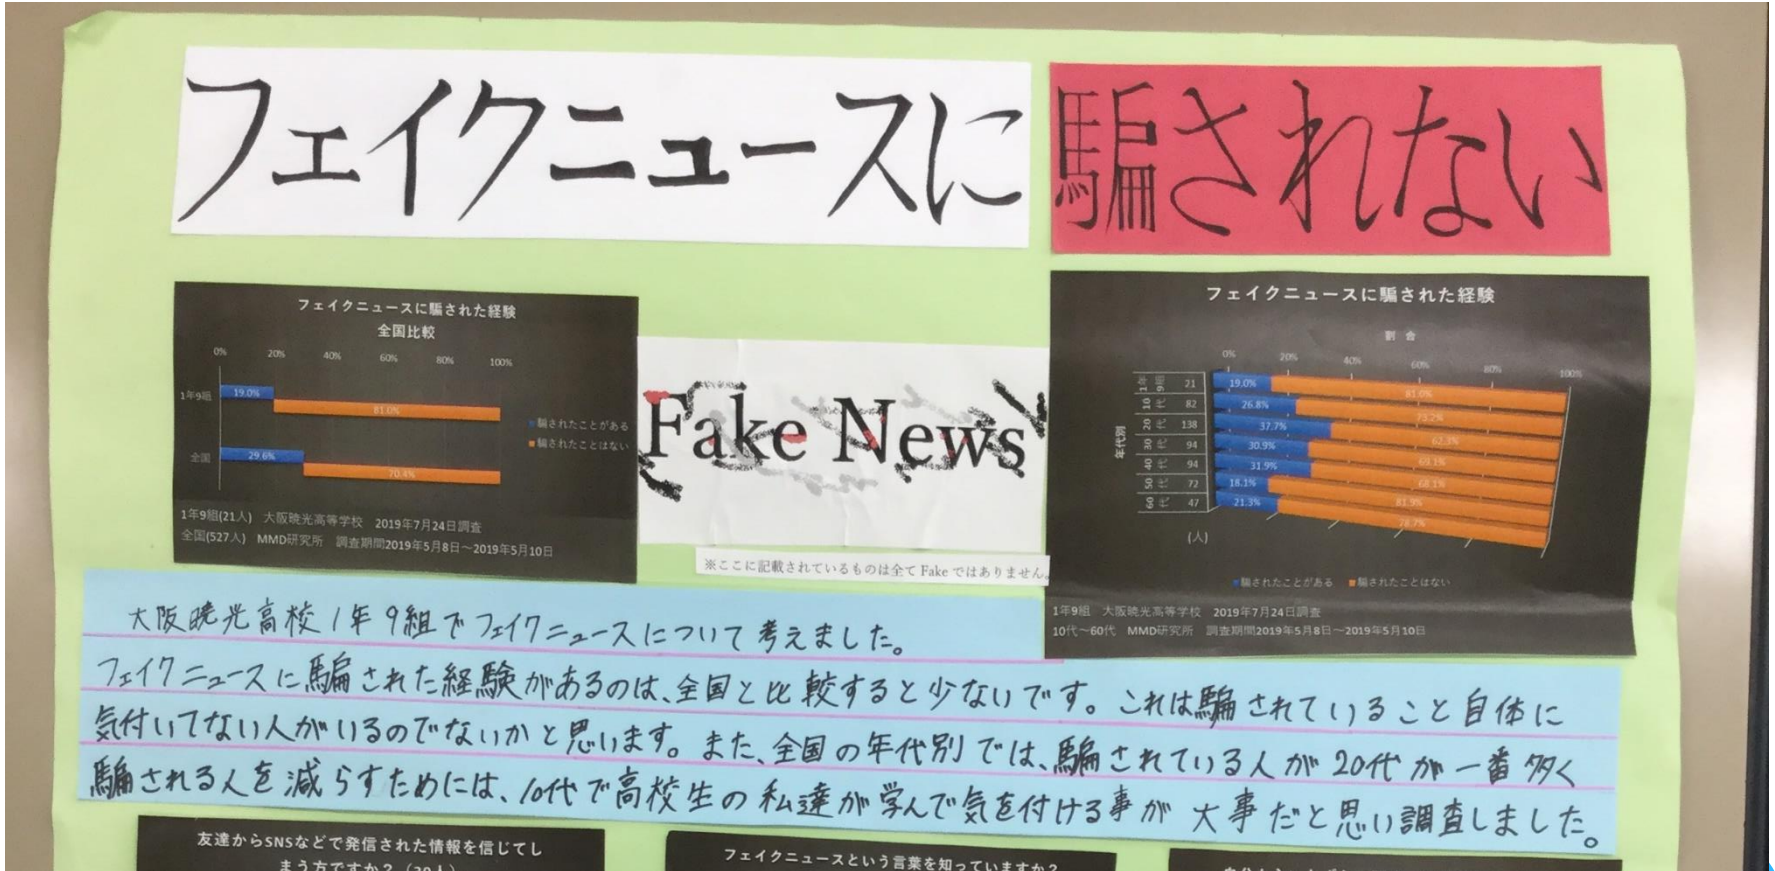 フェイクニュースに騙されない
フェイクニュースに騙された経験
全国比較
0% 20% 40% 60% 80% 100%
1年9組 19.0% 81.0%
全国 29.6% 70.4%
騙されたことがある
騙されたことはない
1年9組(21人) 大阪暁光高等学校 2019年7月24日調査
全国(527人) MMD研究所 調査期間2019年5月8日～2019年5月10日
Fake News
※ここに記載されているものは全てFakeではありません。
フェイクニュースに騙された経験
割合
0% 20% 40% 60% 80% 100%
年代別
1年9組 21 19.0% 81.0%
10代 82 26.8% 73.2%
20代 138 37.7% 62.3%
30代 94 30.9% 69.1%
40代 94 31.9% 68.1%
50代 72 18.1% 81.9%
60代 47 21.3% 78.7%
(人)
騙されたことがある 騙されたことはない
1年9組 大阪暁光高等学校 2019年7月24日調査
10代～60代 MMD研究所 調査期間2019年5月8日～2019年5月10日
大阪暁光高校1年9組でフェイクニュースについて考えました。
フェイクニュースに騙された経験があるのは、全国と比較すると少ないです。これは騙されていること自体に
気付いてない人がいるのでないかと思います。また、全国の年代別では、騙されている人が20代が一番多く
騙される人を減らすためには、10代で高校生の私達が学んで気を付ける事が大事だと思い調査しました。
友達からSNSなどで発信された情報を信じてし
まう方ですか？
フェイクニュースという言葉を知っていますか？